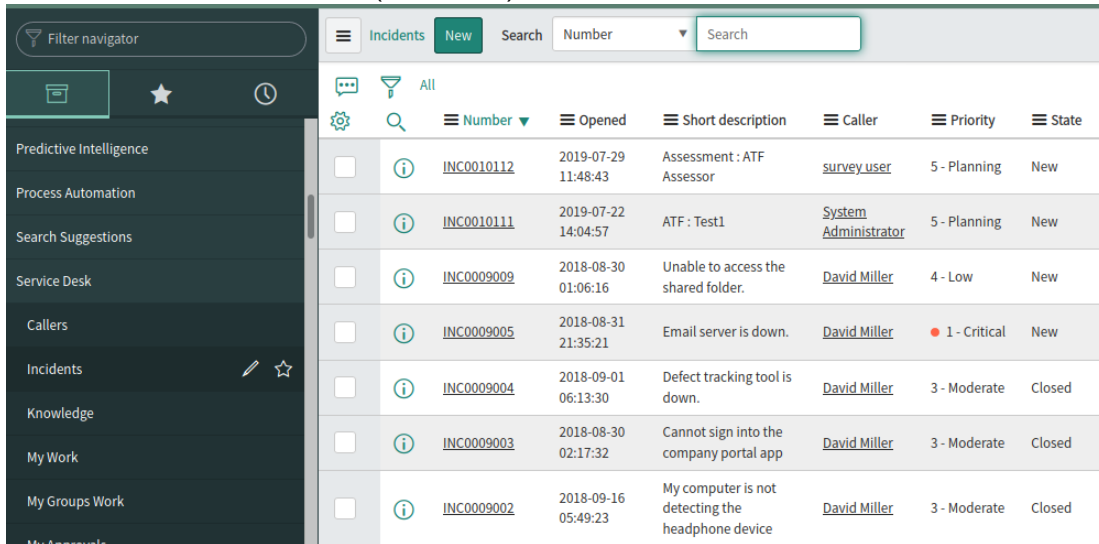 Filter navigator
Predictive Intelligence
Process Automation
Search Suggestions
Service Desk
Callers
Incidents
Knowledge
My Work
My Groups Work
Incidents New Search Number Search
All
Number Opened Short description Caller Priority State
INC0010112 2019-07-29 11:48:43 Assessment : ATF Assessor survey user 5 - Planning New
INC0010111 2019-07-22 14:04:57 ATF : Test1 System Administrator 5 - Planning New
INC0009009 2018-08-30 01:06:16 Unable to access the shared folder. David Miller 4 - Low New
INC0009005 2018-08-31 21:35:21 Email server is down. David Miller 1 - Critical New
INC0009004 2018-09-01 06:13:30 Defect tracking tool is down. David Miller 3 - Moderate Closed
INC0009003 2018-08-30 02:17:32 Cannot sign into the company portal app David Miller 3 - Moderate Closed
INC0009002 2018-09-16 05:49:23 My computer is not detecting the headphone device David Miller 3 - Moderate Closed